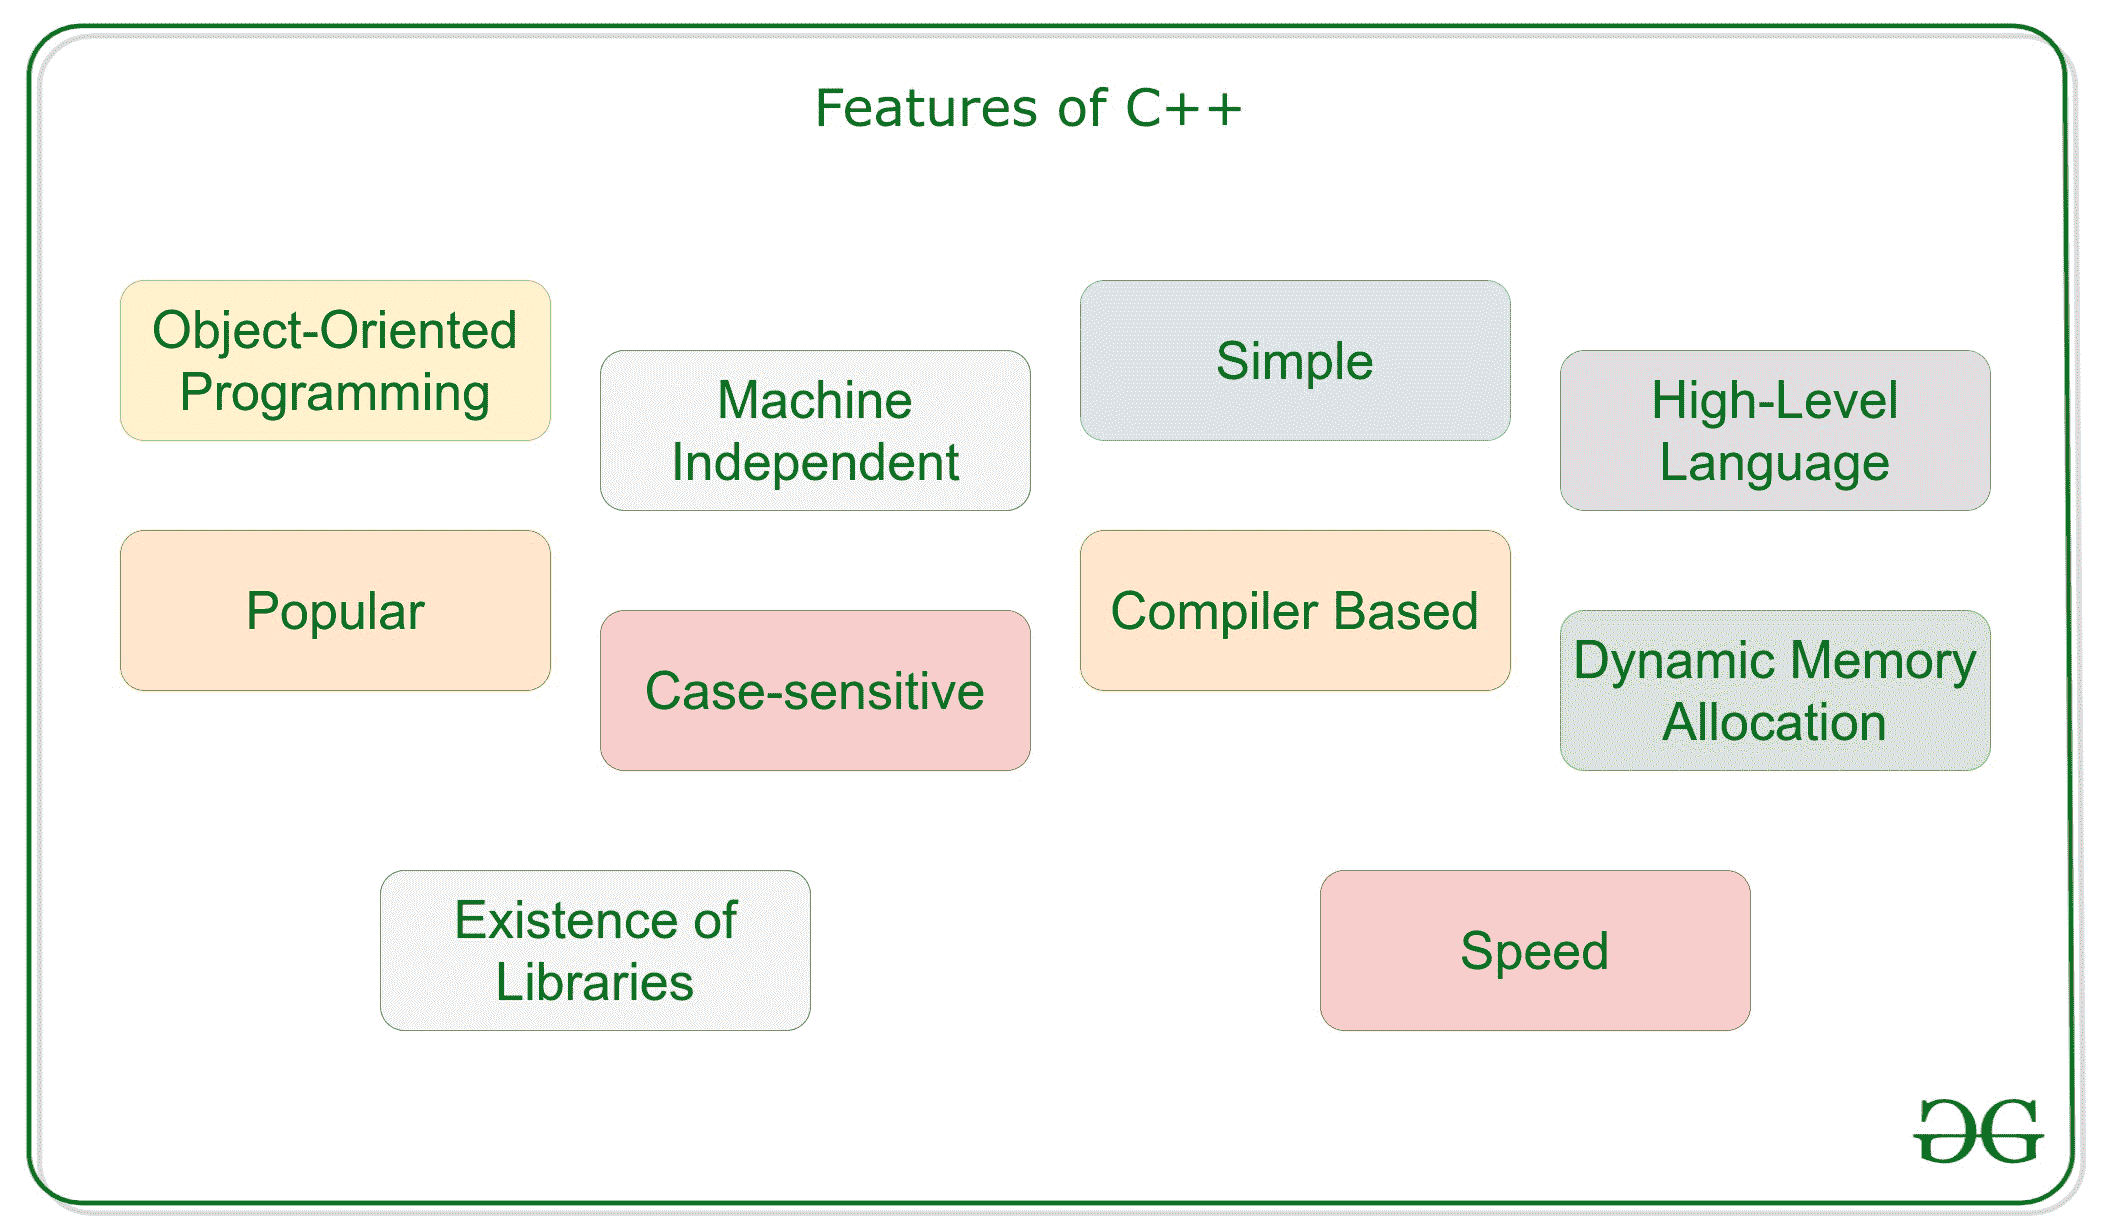 Features of C++
Object-Oriented
Programming
Machine
Independent
Simple
High-Level
Language
Popular
Case-sensitive
Compiler Based
Dynamic Memory
Allocation
Existence of
Libraries
Speed